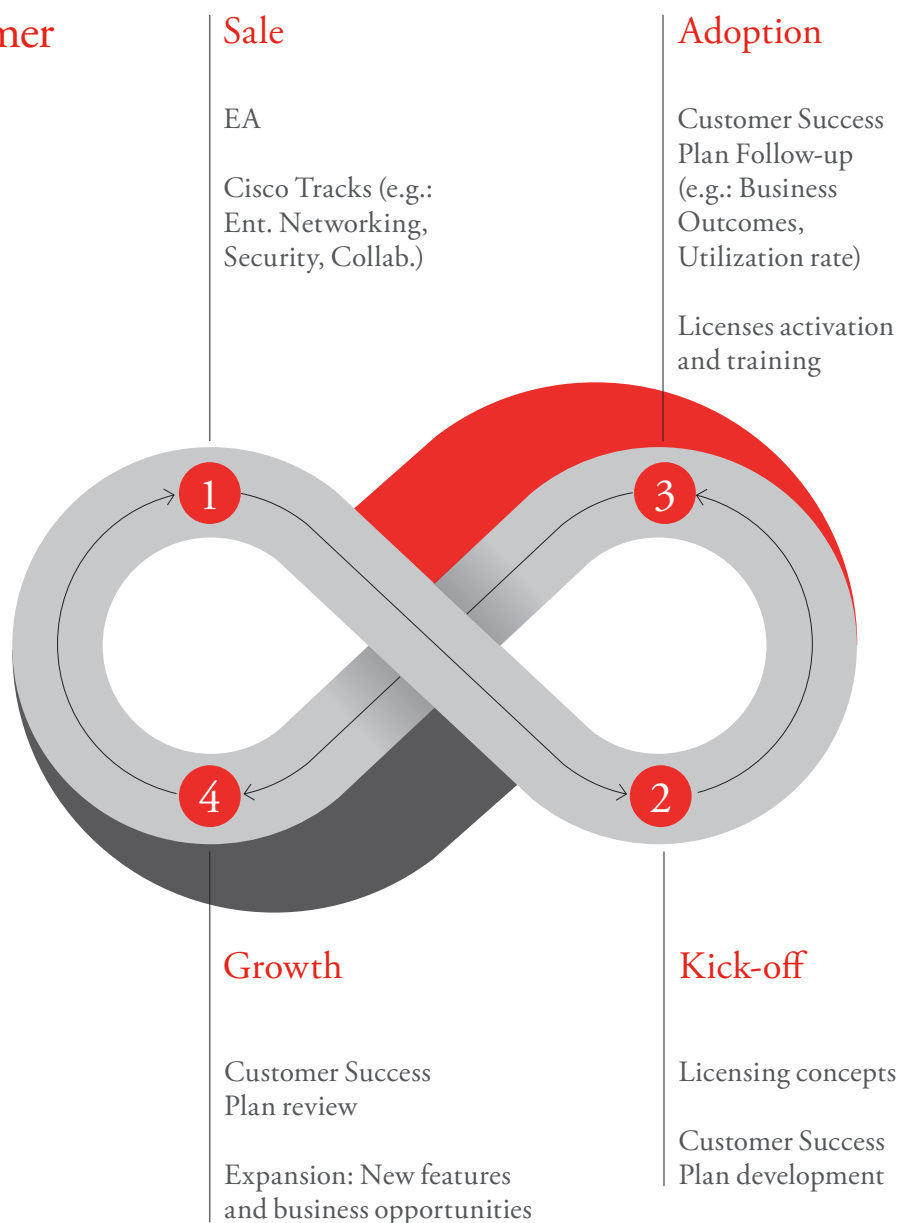 Sale
EA
Cisco Tracks (e.g.:
Ent. Networking,
Security, Collab.)
Adoption
Customer Success
Plan Follow-up
(e.g.: Business
Outcomes,
Utilization rate)
Licenses activation
and training
1
3
4
2
Growth
Customer Success
Plan review
Expansion: New features
and business opportunities
Kick-off
Licensing concepts
Customer Success
Plan development